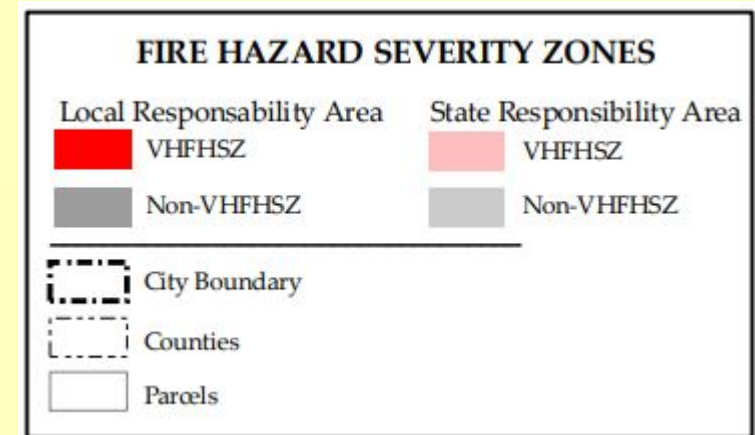 FIRE HAZARD SEVERITY ZONES
Local Responsability Area State Responsibility Area
VHFHSZ VHFHSZ
Non-VHFHSZ Non-VHFHSZ
City Boundary
Counties
Parcels